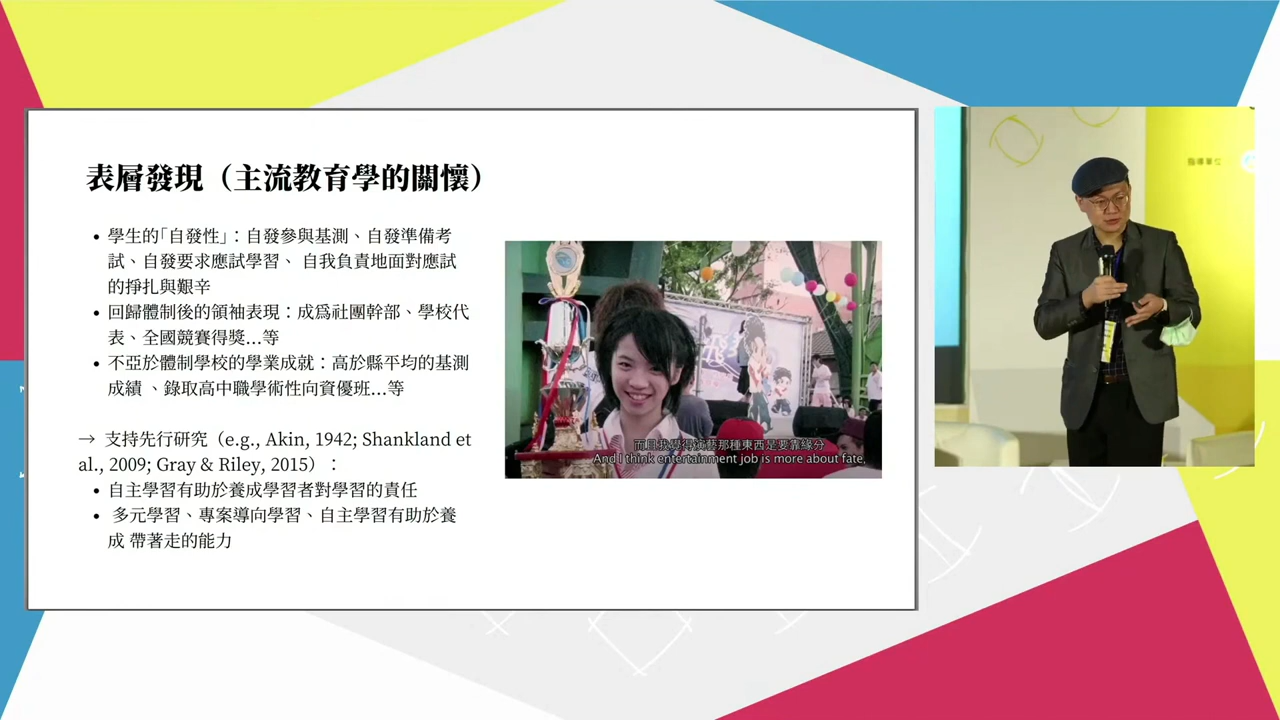 表層發現（主流教育學的關懷）
• 學生的「自發性」：自發參與基測、自發準備考
試、自發要求應試學習、 自我負責地面對應試
的掙扎與艱辛
• 回歸體制後的領袖表現：成為社團幹部、學校代
表、全國競賽得獎...等
• 不亞於體制學校的學業成就：高於縣平均的基測
成績 、錄取高中職學術性向資優班...等
→ 支持先行研究（e.g., Akin, 1942; Shankland et
al., 2009; Gray & Riley, 2015）：
• 自主學習有助於養成學習者對學習的責任
• 多元學習、專案導向學習、自主學習有助於養
成 帶著走的能力
而且我覺得演藝那種東西是要靠緣分
And I think entertainment job is more about fate,
指導單位